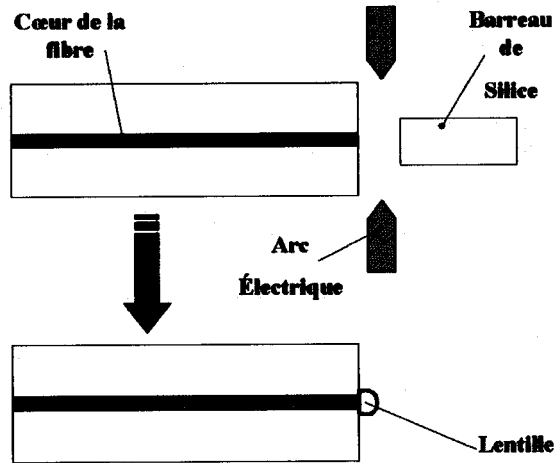 Cœur de la
fibre
Barreau
de
Silice
Arc
Électrique
Lentille